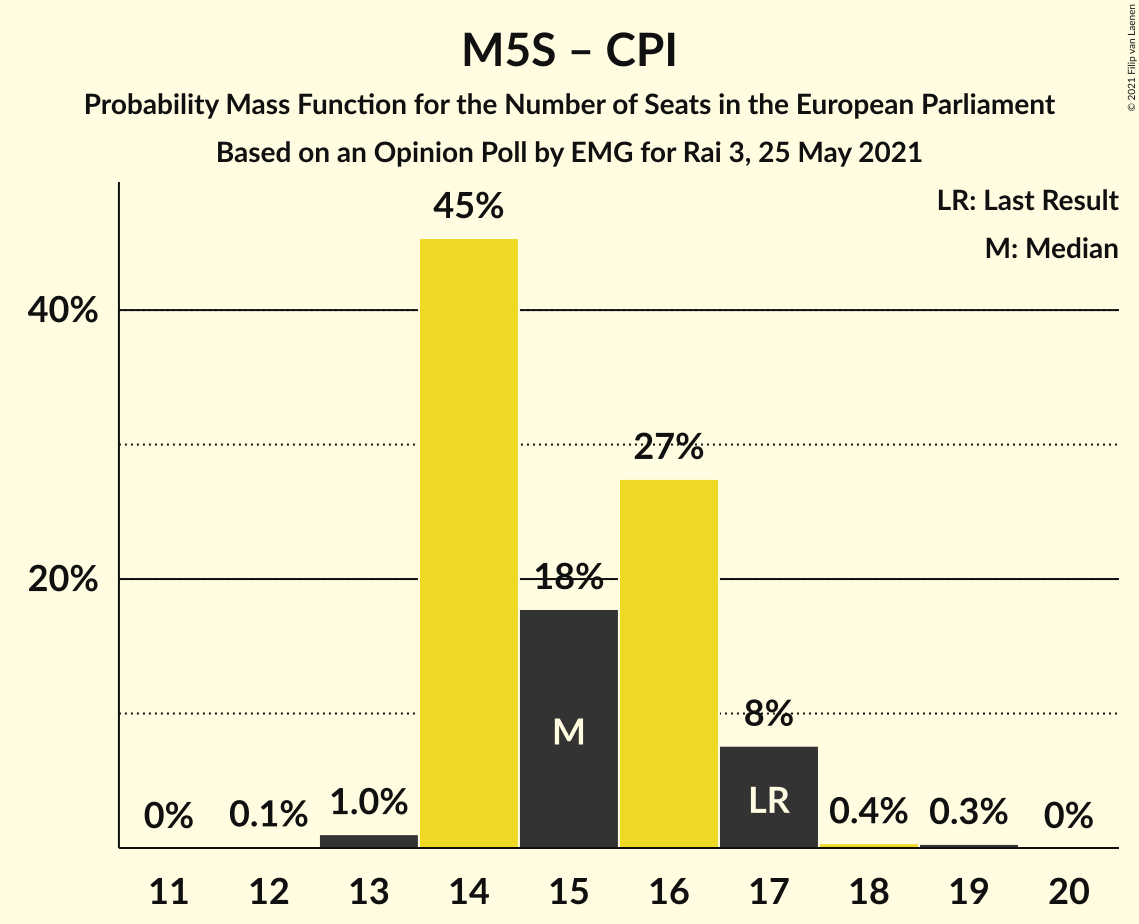 M5S – CPI
Probability Mass Function for the Number of Seats in the European Parliament
Based on an Opinion Poll by EMG for Rai 3, 25 May 2021
© 2021 Filip van Laenen
LR: Last Result
M: Median
45%
40%
27%
20%
18%
8%
M
LR
0%
0.1%
1.0%
0.4%
0.3%
0%
11 12 13 14 15 16 17 18 19 20